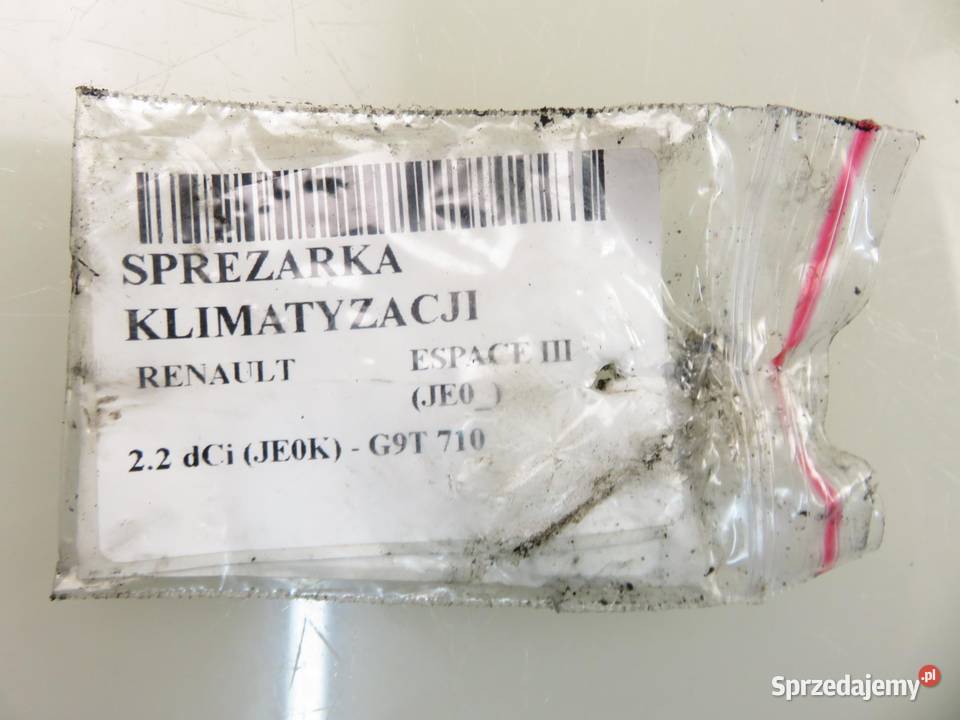 SPREZARKA
KLIMATYZACJI
RENAULT ESPACE III
(JE0_)
2.2 dCi (JE0K) - G9T 710
Sprzedajemy.pl